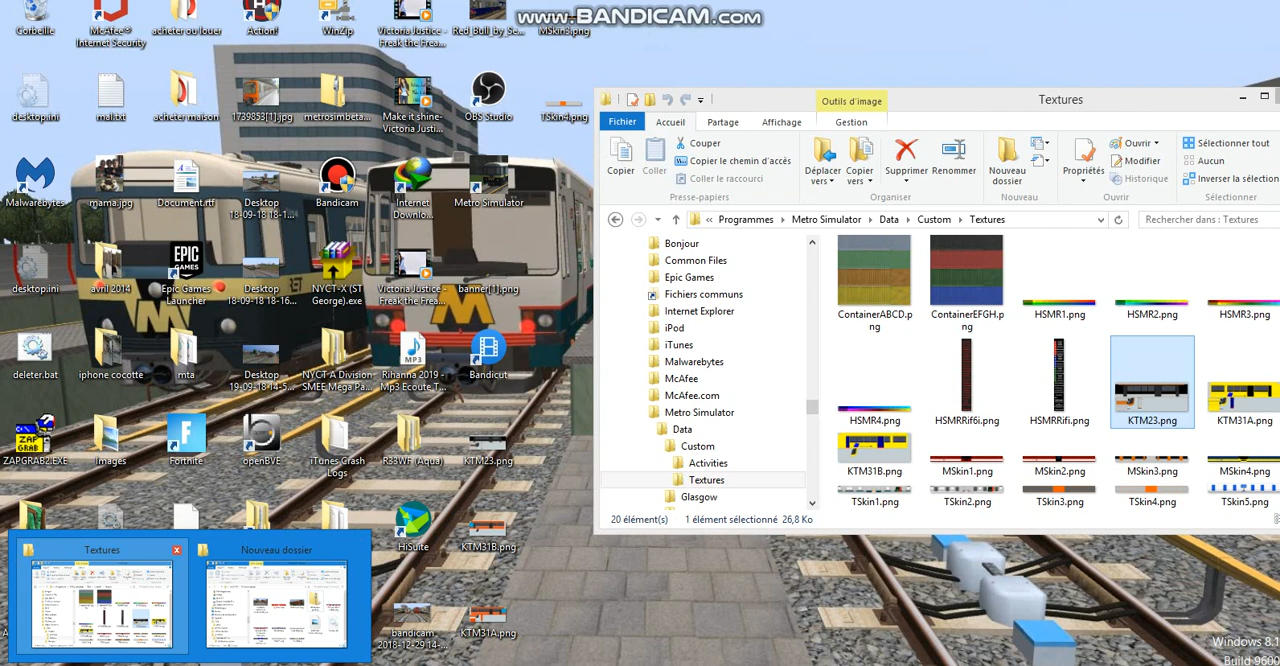 www.BANDICAM.com
Corbeille
McAfee®
Internet Security
acheter ou louer
Action!
WinZip
Victoria Justice -
Freak the Frea...
Red_Bull_by_Se...
MSkin3.png
desktop.ini
mail.txt
acheter maison
1739853[1].jpg
metrosimbeta...
Make it shine-
Victoria Justi...
OBS Studio
TSkin4.png
Malwarebytes
mama.jpg
Document.rtf
Desktop
18-09-18 18-1...
Bandicam
Internet
Downlo...
Metro Simulator
desktop.ini
avril 2014
EPIC
GAMES
Epic Games
Launcher
Desktop
18-09-18 18-16...
NYCT-X (ST
George).exe
Victoria Justice -
Freak the Frea...
banner[1].png
deleter.bat
iphone cocotte
mta
Desktop
19-09-18-14-5...
NYCT-A Division
SMEE Mega Pa...
MP3
Rihanna 2019 -
Mp3 Ecoute T...
Bandicut
ZAP
GRAB
ZAPGRAB2.EXE
Images
Fortnite
openBVE
iTunes Crash
Logs
R33WF (Aqua)
KTM23.png
HiSuite
KTM31B.png
bandicam
2018-12-29 14-...
KTM31A.png
Textures
Nouveau dossier
Outils d'image
Textures
Fichier
Accueil
Partage
Affichage
Gestion
Copier
Coller
Couper
Copier le chemin d'accès
Coller le raccourci
Presse-papiers
Déplacer
vers
Copier
vers
Supprimer
Renommer
Organiser
Nouveau
dossier
Nouveau
Propriétés
Ouvrir
Modifier
Historique
Ouvrir
Sélectionner tout
Aucun
Inverser la sélection
Sélectionner
« Programmes
Metro Simulator
Data
Custom
Textures
Rechercher dans : Textures
Bonjour
Common Files
Epic Games
Fichiers communs
Internet Explorer
iPod
iTunes
Malwarebytes
McAfee
McAfee.com
Metro Simulator
Data
Custom
Activities
Textures
Glasgow
ContainerABCD.p
ng
ContainerEFGH.p
ng
HSMR1.png
HSMR2.png
HSMR3.png
HSMR4.png
HSMRRif6i.png
HSMRRifi.png
KTM23.png
KTM31A.png
KTM31B.png
MSkin1.png
MSkin2.png
MSkin3.png
MSkin4.png
TSkin1.png
TSkin2.png
TSkin3.png
TSkin4.png
TSkin5.png
20 élément(s)
1 élément sélectionné 26,8 Ko
Windows 8.1
Build 9600